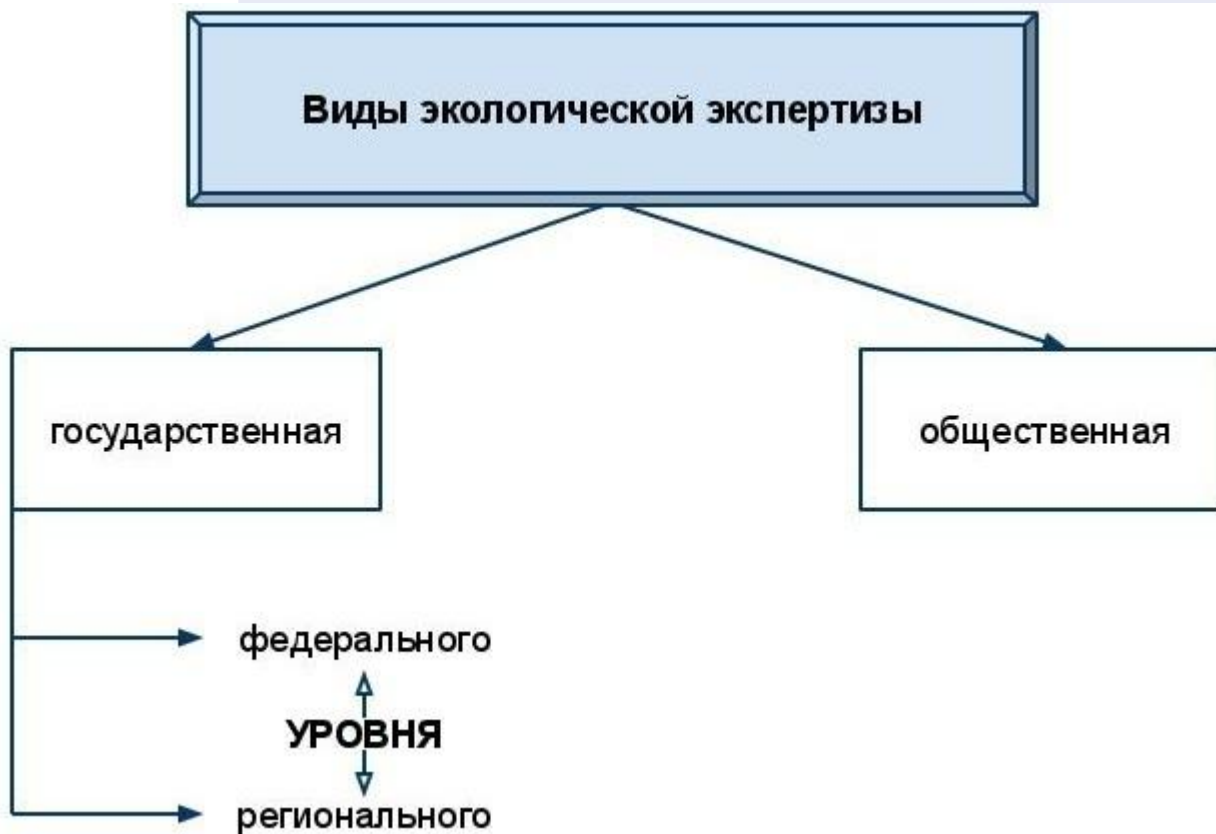 Виды экологической экспертизы
государственная
общественная
федерального
УРОВНЯ
регионального